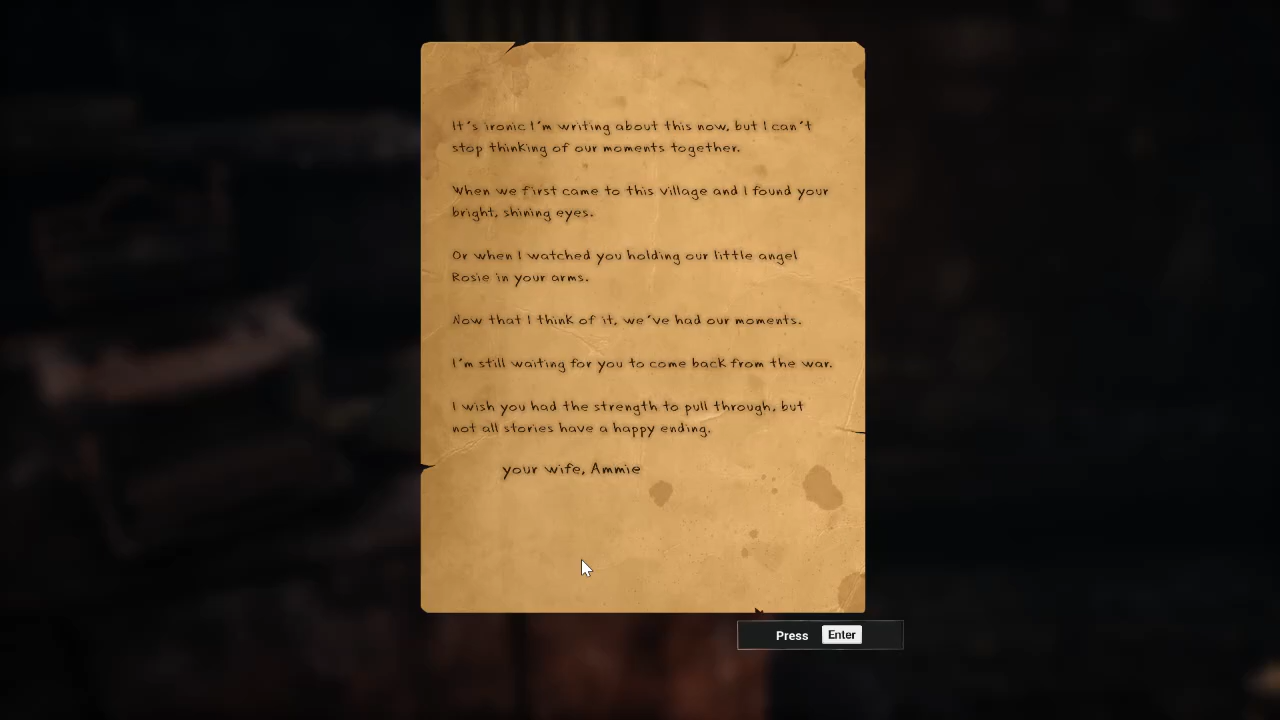 It's ironic I'm writing about this now, but I can't
stop thinking of our moments together.
When we first came to this village and I found your
bright, shining eyes.
Or when I watched you holding our little angel
Rosie in your arms.
Now that I think of it, we've had our moments.
I'm still waiting for you to come back from the war.
I wish you had the strength to pull through, but
not all stories have a happy ending.
your wife, Ammie
Press Enter